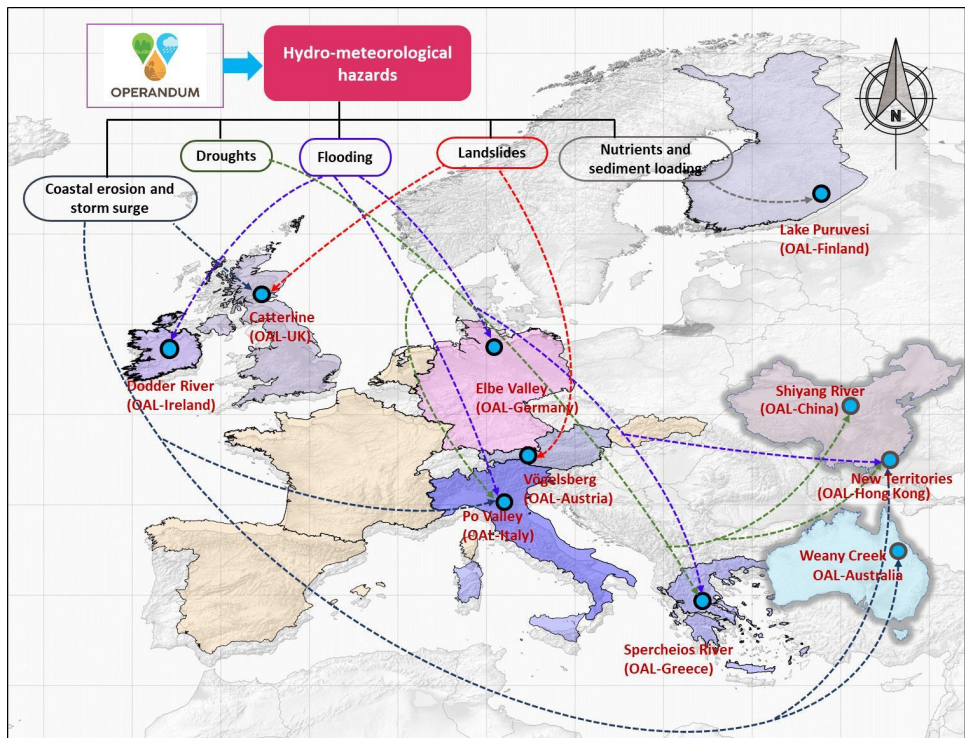 OPERANDUM
Hydro-meteorological
hazards
N
Droughts
Flooding
Landslides
Nutrients and
sediment loading
Coastal erosion and
storm surge
Lake Puruvesi
(OAL-Finland)
Catterline
(OAL-UK)
Dodder River
(OAL-Ireland)
Elbe Valley
(OAL-Germany)
Shiyang River
(OAL-China)
Vögelsberg
(OAL-Austria)
New Territories
(OAL-Hong Kong)
Po Valley
(OAL-Italy)
Weany Creek
OAL-Australia
Spercheios River
(OAL-Greece)